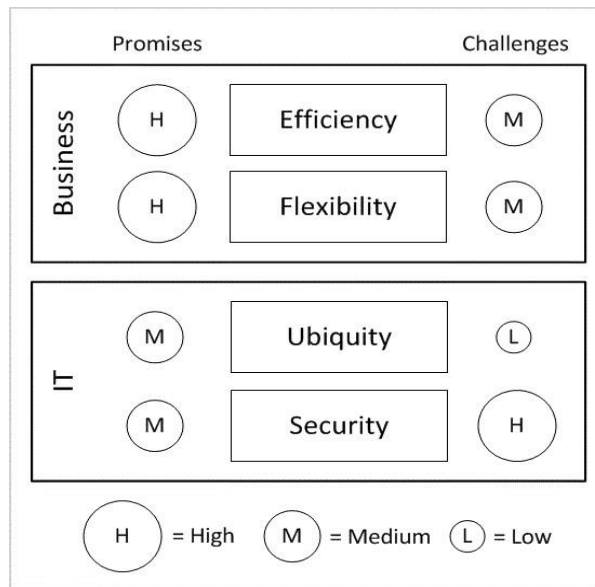 Promises Challenges
Business
H Efficiency M
H Flexibility M
IT
M Ubiquity L
M Security H
H = High M = Medium L = Low